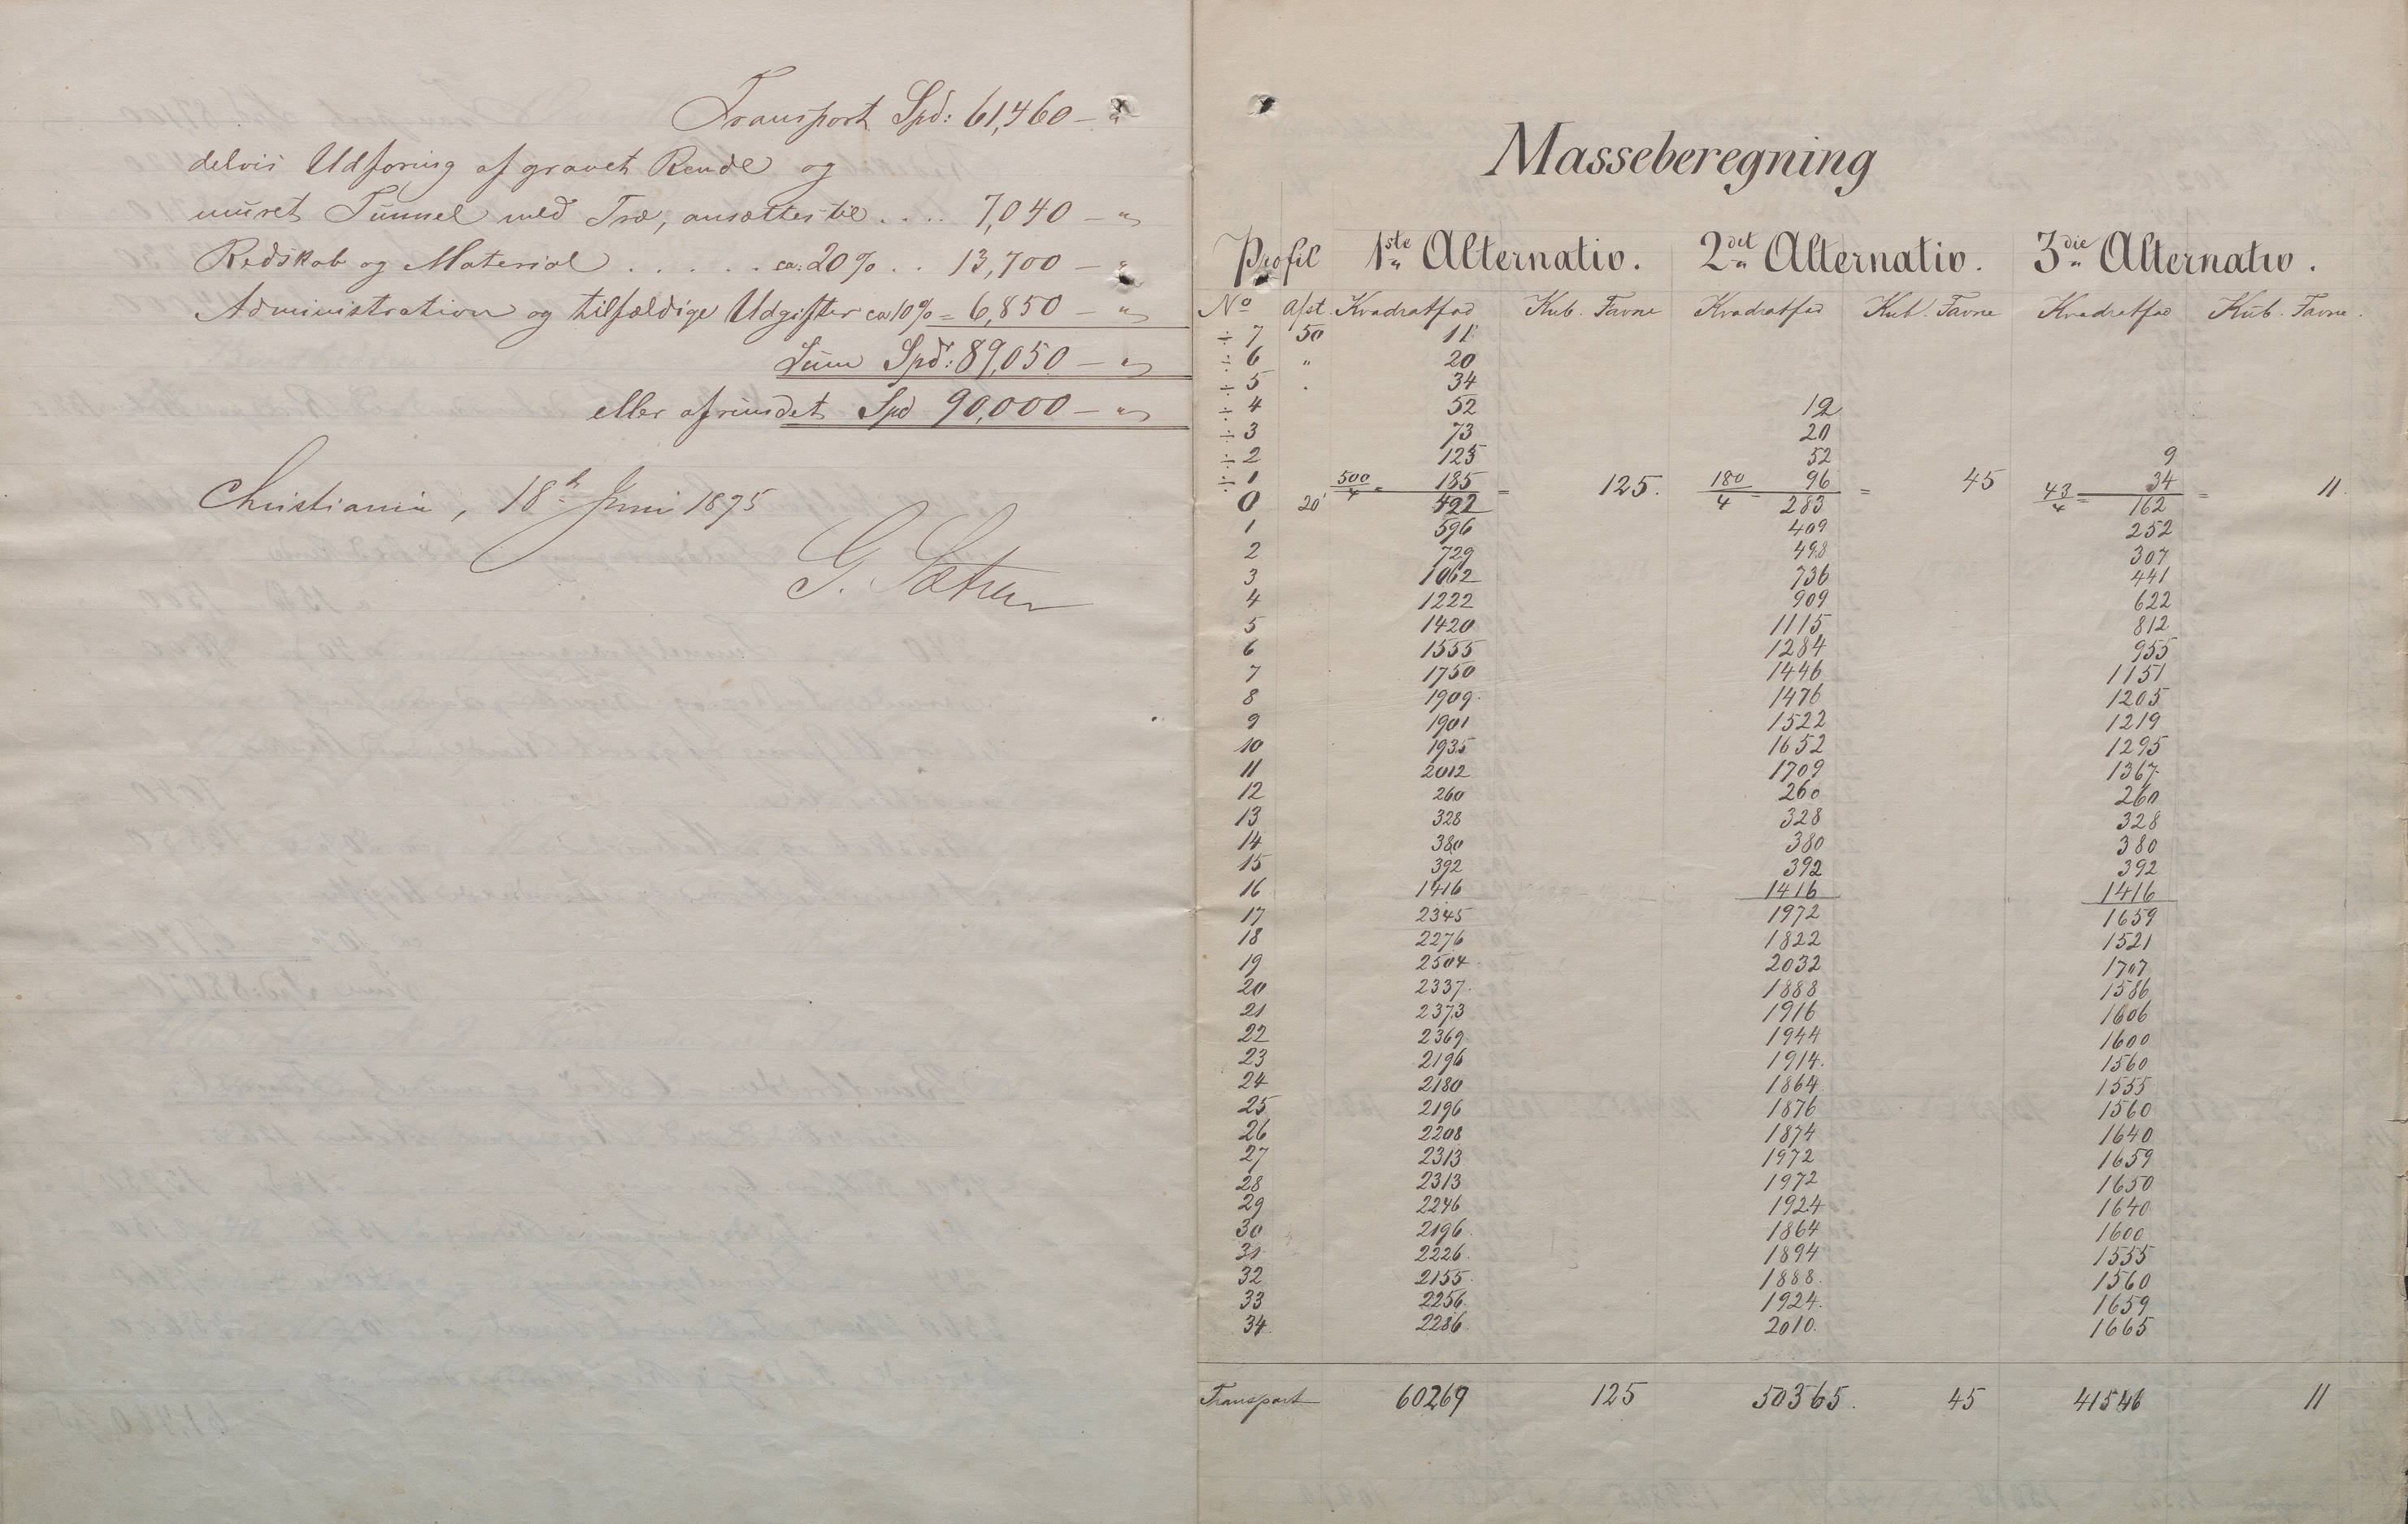 Transport Spd: 61,460 – "
delvis Udforing af gravet Rende og
muret Tunnel med Træ, ansættes til . . . . 7,040 – "
Redskab og Material . . . . . ca: 20% . . 13,700 – "
Administration og tilfældige Udgifter ca 10% = 6,850 – "
Sum Spd: 89,050 – "
eller afrundet Spd 90,000 – "
Christiania, 18de Juni 1875
G. Sætren
Masseberegning
Profil 1ste Alternativ. 2det Alternativ. 3die Alternativ.
No Afst. Kvadratfod Kub. Favne Kvadratfod Kub. Favne Kvadratfod Kub. Favne.
÷ 7 50 11
÷ 6 " 20
÷ 5 . 34
÷ 4 52 12
÷ 3 73 20
÷ 2 125 52 9
÷ 1 500/4 = 185 = 125. 180/4 = 96 = 45 43/4 = 34 = 11.
0 20' 492 283 162
1 596 409 252
2 729 498 307
3 1062 736 441
4 1222 909 622
5 1420 1115 812
6 1555 1284 955
7 1750 1446 1151
8 1909. 1476 1205
9 1901 1522 1219
10 1935 1652 1295
11 2012 1709 1367
12 260 260 260
13 328 328 328
14 380 380 380
15 392 392 392
16 1416 1416 1416
17 2345 1972 1659
18 2276 1822 1521
19 2504 2032 1707
20 2337. 1888 1586
21 2373 1916 1606
22 2369 1944 1600
23 2196 1914. 1560
24 2180 1864 1555
25 2196 1876 1560
26 2208 1874 1640
27 2313 1972 1659
28 2313 1972 1650
29 2246 1924 1640
30 2196. 1864 1600
31 2226. 1894 1555
32 2155. 1888. 1560
33 2256. 1924. 1659
34 2286. 2010. 1665
Transport 60269 125 50365. 45 41546 11